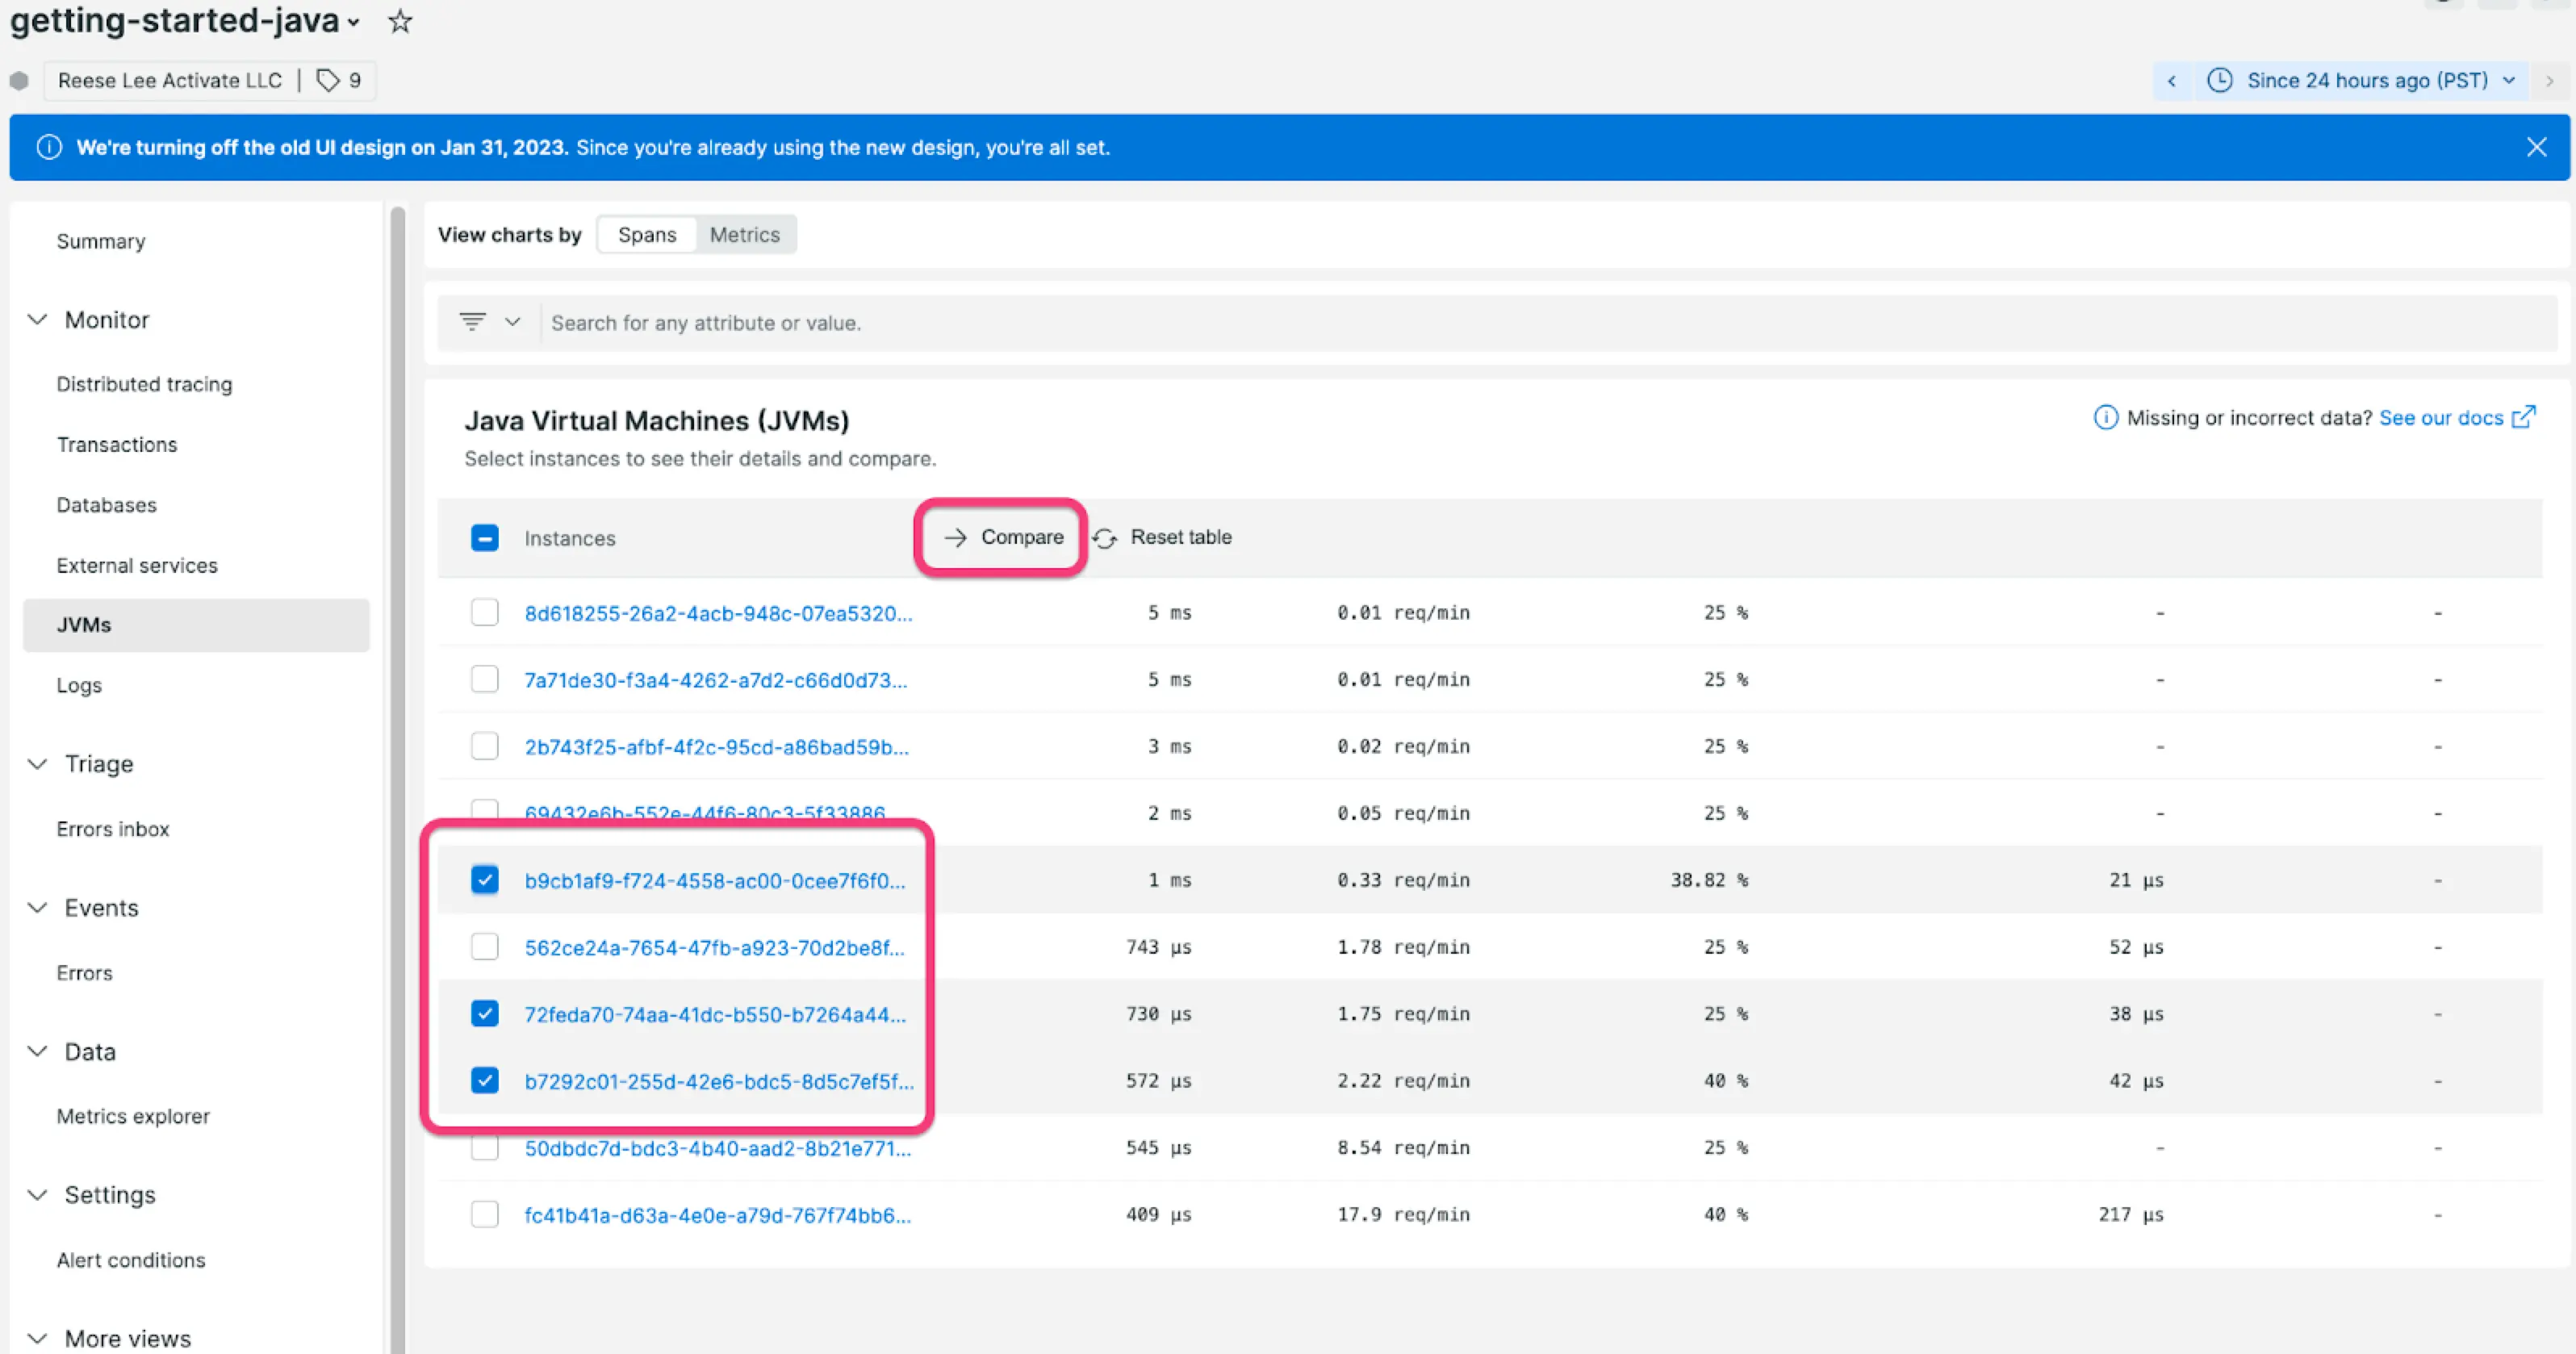 getting-started-java
Reese Lee Activate LLC | 9
Since 24 hours ago (PST)
We're turning off the old UI design on Jan 31, 2023. Since you're already using the new design, you're all set.
Summary
Monitor
Distributed tracing
Transactions
Databases
External services
JVMs
Logs
Triage
Errors inbox
Events
Errors
Data
Metrics explorer
Settings
Alert conditions
More views
View charts by Spans Metrics
Search for any attribute or value.
Java Virtual Machines (JVMs)
Missing or incorrect data? See our docs
Select instances to see their details and compare.
Instances Compare Reset table
8d618255-26a2-4acb-948c-07ea5320... 5 ms 0.01 req/min 25 % - -
7a71de30-f3a4-4262-a7d2-c66d0d73... 5 ms 0.01 req/min 25 % - -
2b743f25-afbf-4f2c-95cd-a86bad59b... 3 ms 0.02 req/min 25 % - -
69432e6b-552e-44f6-80c3-5f33886 2 ms 0.05 req/min 25 % - -
b9cb1af9-f724-4558-ac00-0cee7f6f0... 1 ms 0.33 req/min 38.82 % 21 µs -
562ce24a-7654-47fb-a923-70d2be8f... 743 µs 1.78 req/min 25 % 52 µs -
72feda70-74aa-41dc-b550-b7264a44... 730 µs 1.75 req/min 25 % 38 µs -
b7292c01-255d-42e6-bdc5-8d5c7ef5f... 572 µs 2.22 req/min 40 % 42 µs -
50dbdc7d-bdc3-4b40-aad2-8b21e771... 545 µs 8.54 req/min 25 % - -
fc41b41a-d63a-4e0e-a79d-767f74bb6... 409 µs 17.9 req/min 40 % 217 µs -